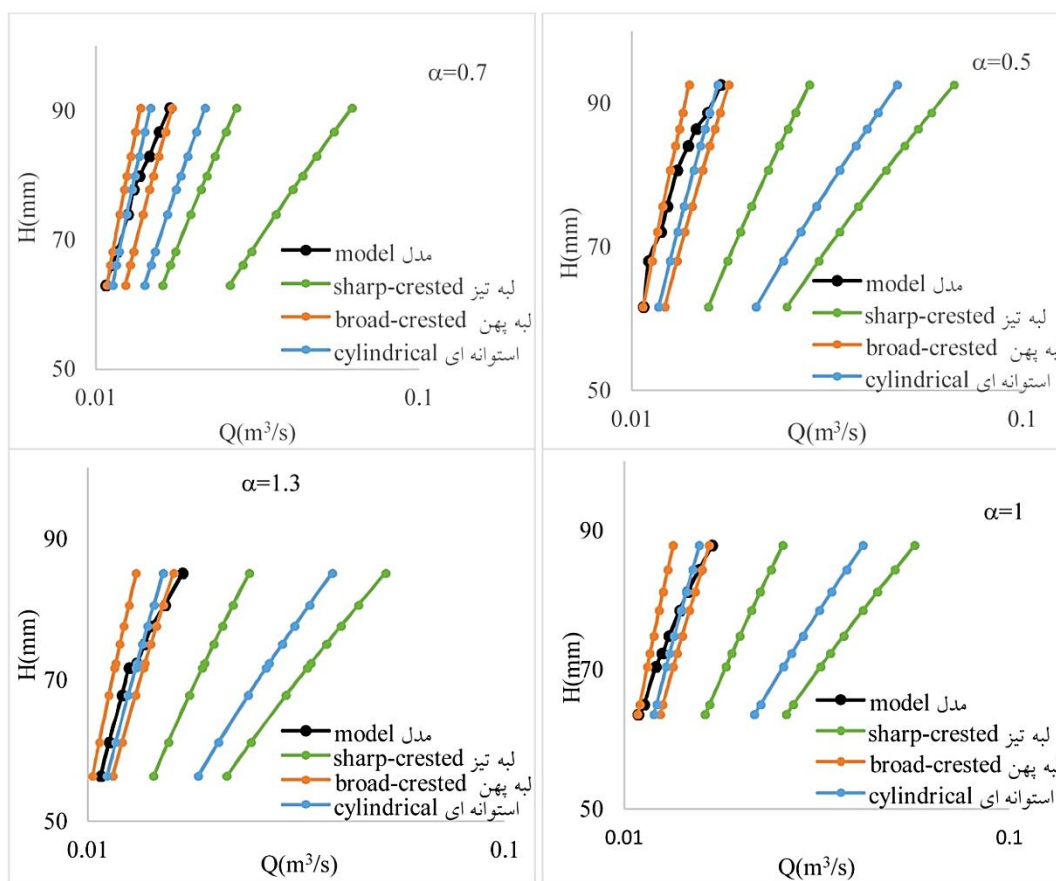 α=0.7
90
70
50
H(mm)
model مدل
sharp-crested لبه تیز
broad-crested لبه پهن
cylindrical استوانه ای
0.01 0.1
Q(m³/s)
α=0.5
90
70
50
H(mm)
model مدل
sharp-crested لبه تیز
broad-crested لبه پهن
cylindrical استوانه ای
0.01 0.1
Q(m³/s)
α=1.3
90
70
50
H(mm)
model مدل
sharp-crested لبه تیز
broad-crested لبه پهن
cylindrical استوانه ای
0.01 0.1
Q(m³/s)
α=1
90
70
50
H(mm)
model مدل
sharp-crested لبه تیز
broad-crested لبه پهن
cylindrical استوانه ای
0.01 0.1
Q(m³/s)